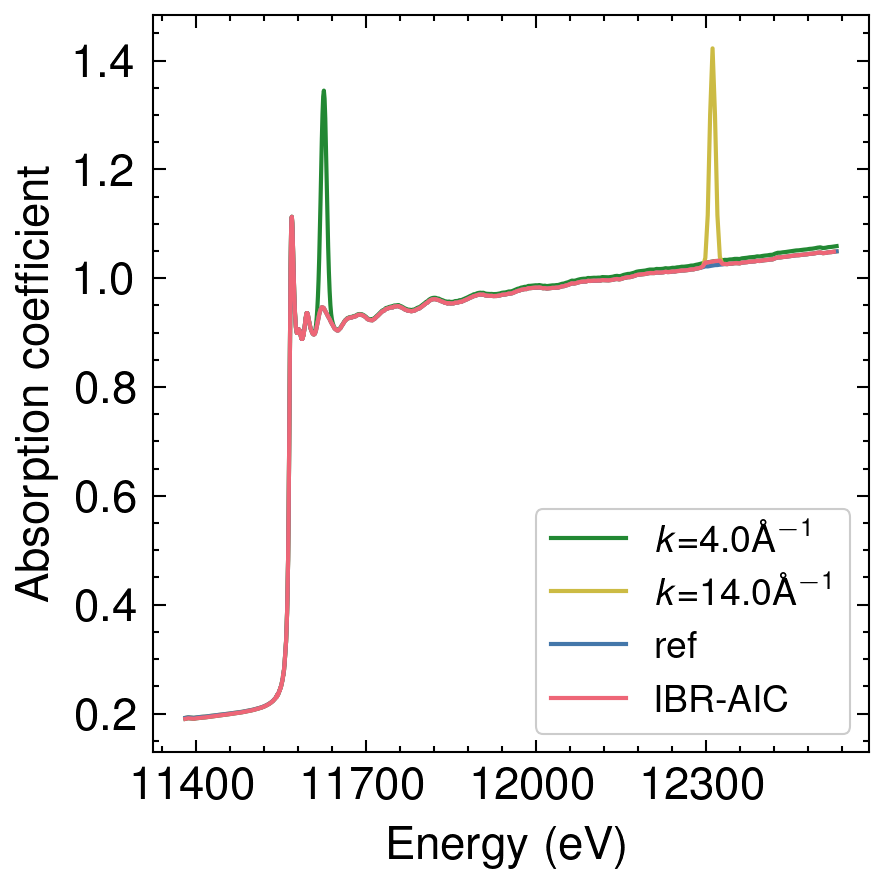 Absorption coefficient
1.4
1.2
1.0
0.8
0.6
0.4
0.2
k=4.0Å⁻¹
k=14.0Å⁻¹
ref
IBR-AIC
11400 11700 12000 12300
Energy (eV)